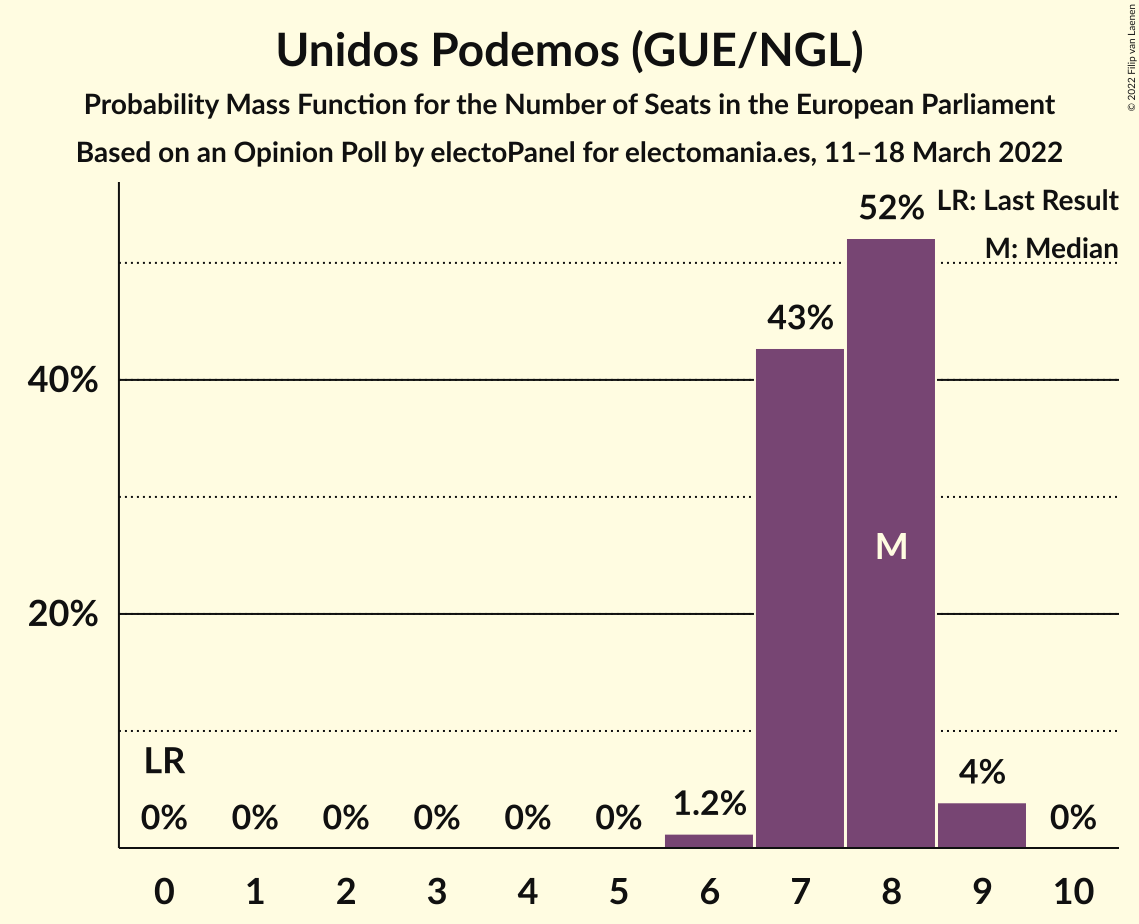 Unidos Podemos (GUE/NGL)
Probability Mass Function for the Number of Seats in the European Parliament
Based on an Opinion Poll by electoPanel for electomania.es, 11–18 March 2022
© 2022 Filip van Laenen
LR: Last Result
M: Median
52%
43%
40%
M
20%
LR
0% 0% 0% 0% 0% 0% 1.2% 4% 0%
0 1 2 3 4 5 6 7 8 9 10